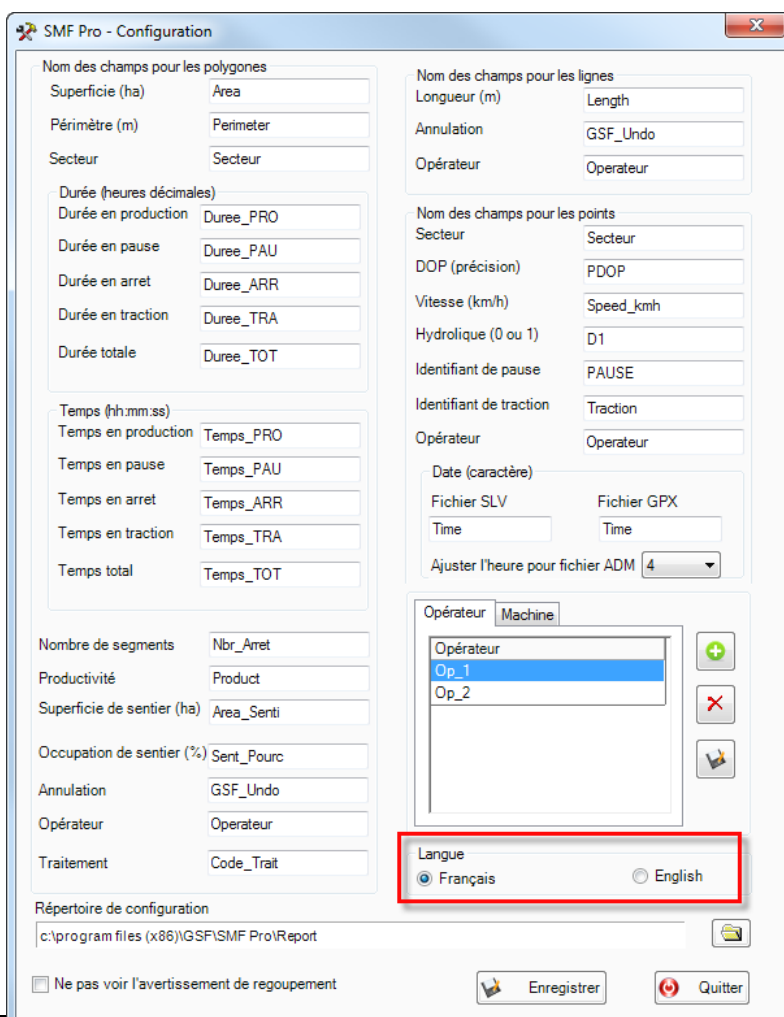 SMF Pro - Configuration
Nom des champs pour les polygones
Superficie (ha) Area
Périmètre (m) Perimeter
Secteur Secteur
Durée (heures décimales)
Durée en production Duree_PRO
Durée en pause Duree_PAU
Durée en arret Duree_ARR
Durée en traction Duree_TRA
Durée totale Duree_TOT
Temps (hh:mm:ss)
Temps en production Temps_PRO
Temps en pause Temps_PAU
Temps en arret Temps_ARR
Temps en traction Temps_TRA
Temps total Temps_TOT
Nombre de segments Nbr_Arret
Productivité Product
Superficie de sentier (ha) Area_Senti
Occupation de sentier (%) Sent_Pourc
Annulation GSF_Undo
Opérateur Operateur
Traitement Code_Trait
Nom des champs pour les lignes
Longueur (m) Length
Annulation GSF_Undo
Opérateur Operateur
Nom des champs pour les points
Secteur Secteur
DOP (précision) PDOP
Vitesse (km/h) Speed_kmh
Hydrolique (0 ou 1) D1
Identifiant de pause PAUSE
Identifiant de traction Traction
Opérateur Operateur
Date (caractère)
Fichier SLV Fichier GPX
Time Time
Ajuster l'heure pour fichier ADM 4
Opérateur Machine
Opérateur
Op_1
Op_2
Langue
Français English
Répertoire de configuration
c:\program files (x86)\GSF\SMF Pro\Report
Ne pas voir l'avertissement de regoupement Enregistrer Quitter